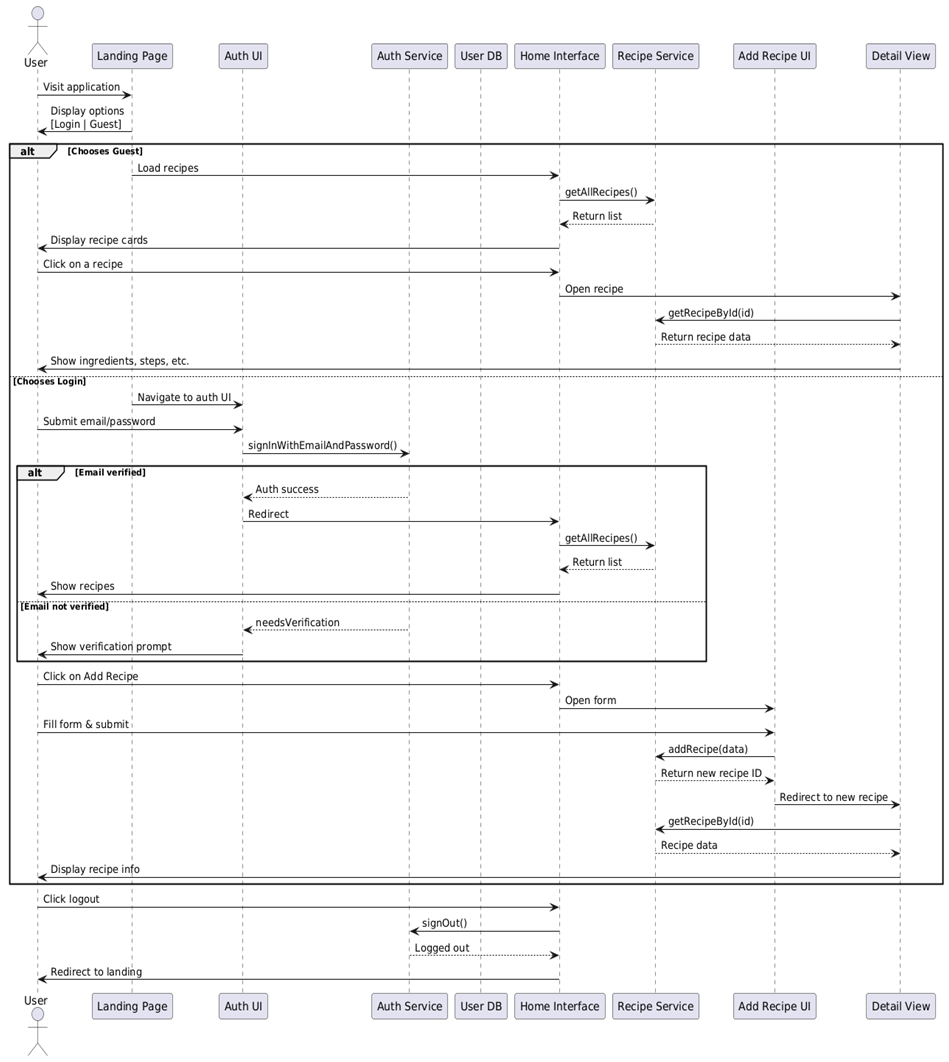 User
Landing Page
Auth UI
Auth Service
User DB
Home Interface
Recipe Service
Add Recipe UI
Detail View
Visit application
Display options
[Login | Guest]
alt
[Chooses Guest]
Load recipes
getAllRecipes()
Return list
Display recipe cards
Click on a recipe
Open recipe
getRecipeById(id)
Return recipe data
Show ingredients, steps, etc.
[Chooses Login]
Navigate to auth UI
Submit email/password
signInWithEmailAndPassword()
alt
[Email verified]
Auth success
Redirect
getAllRecipes()
Return list
Show recipes
[Email not verified]
needsVerification
Show verification prompt
Click on Add Recipe
Open form
Fill form & submit
addRecipe(data)
Return new recipe ID
Redirect to new recipe
getRecipeById(id)
Recipe data
Display recipe info
Click logout
signOut()
Logged out
Redirect to landing
User
Landing Page
Auth UI
Auth Service
User DB
Home Interface
Recipe Service
Add Recipe UI
Detail View